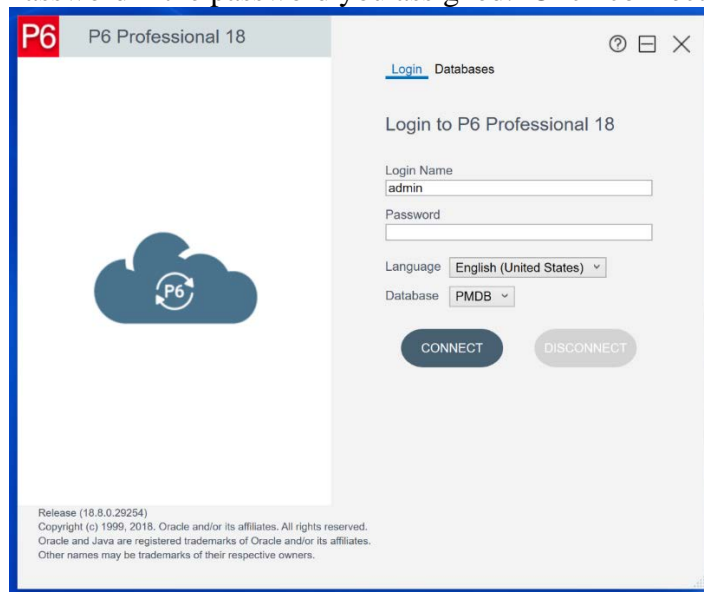 P6 P6 Professional 18
Login Databases
Login to P6 Professional 18
Login Name
admin
Password
Language English (United States)
Database PMDB
CONNECT DISCONNECT
P6
Release (18.8.0.29254)
Copyright (c) 1999, 2018. Oracle and/or its affiliates. All rights reserved.
Oracle and Java are registered trademarks of Oracle and/or its affiliates.
Other names may be trademarks of their respective owners.